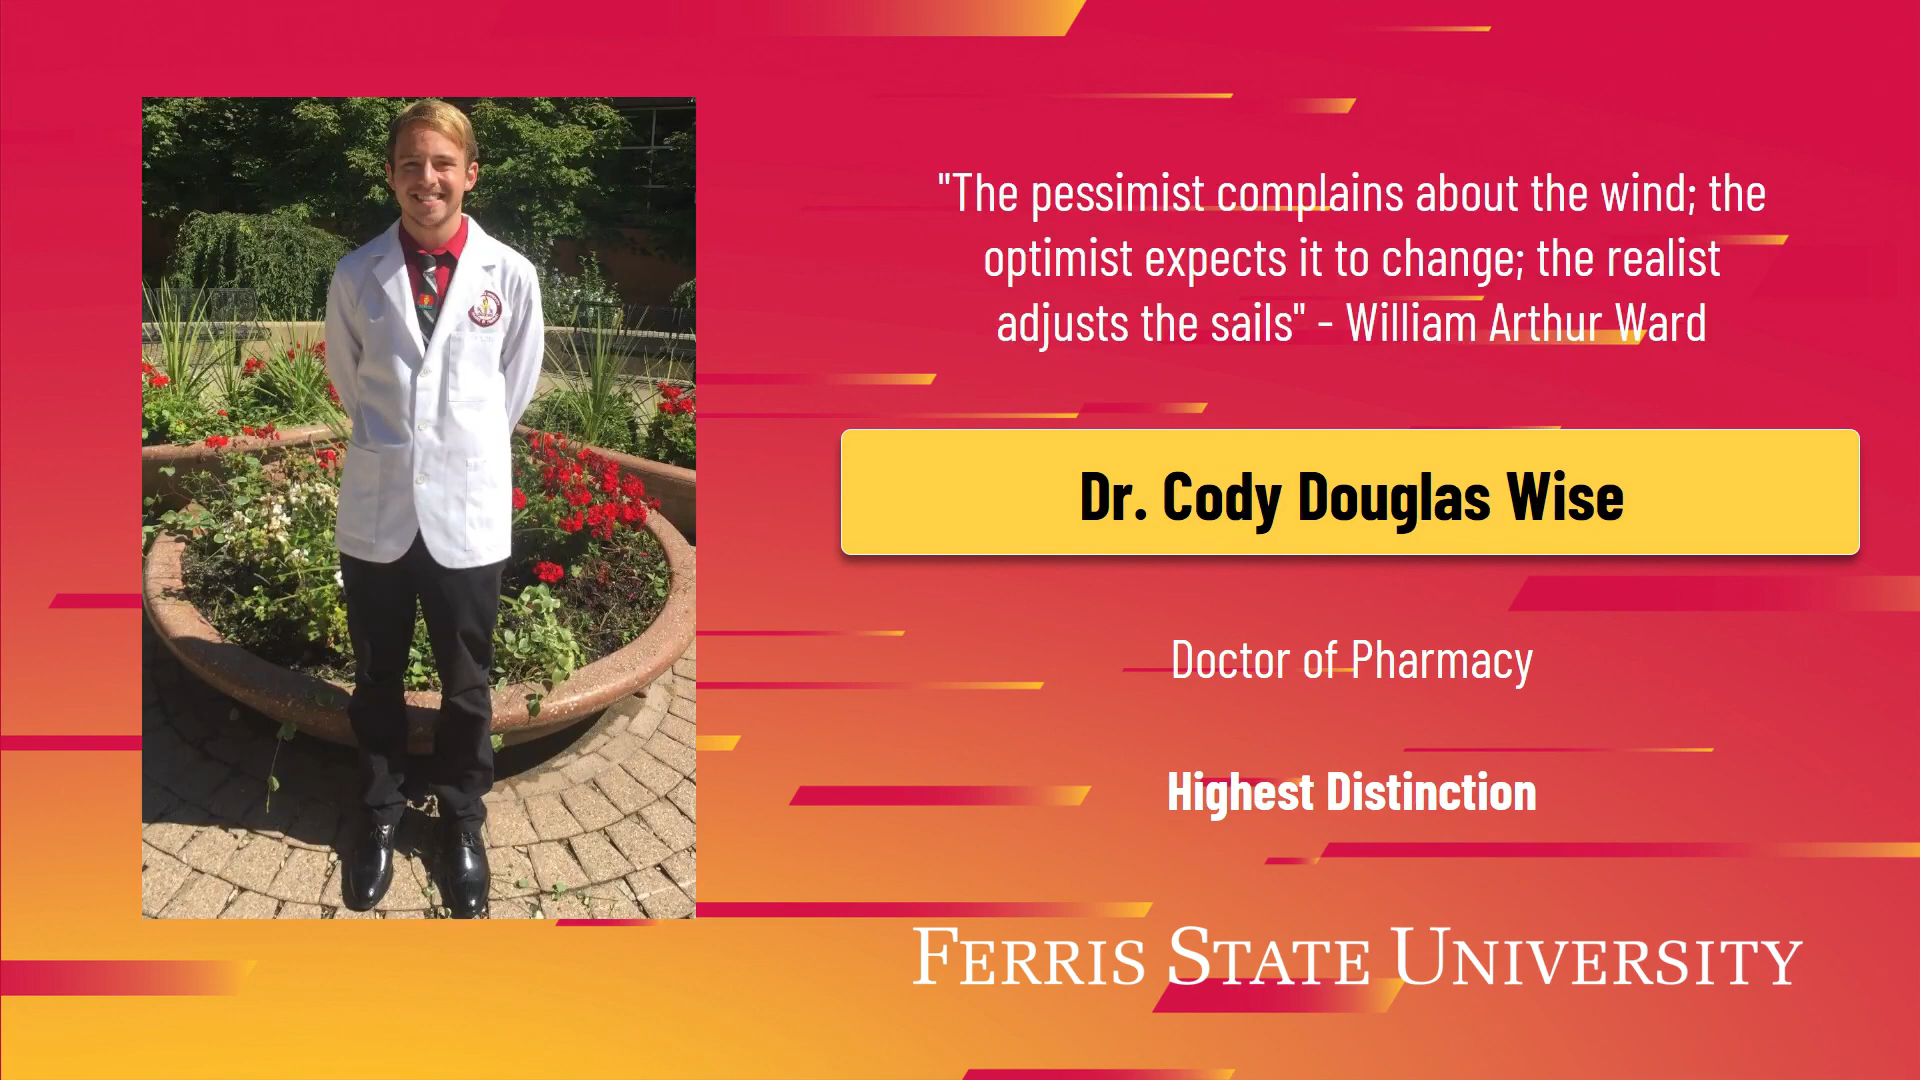 "The pessimist complains about the wind; the
optimist expects it to change; the realist
adjusts the sails" - William Arthur Ward
Dr. Cody Douglas Wise
Doctor of Pharmacy
Highest Distinction
FERRIS STATE UNIVERSITY